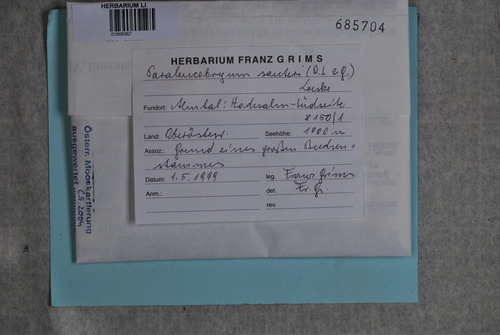 HERBARIUM LI
01669367
685704
HERBARIUM FRANZ GRIMS
Paraleucobryum sauteri (B.S.G.)
Loeske
Fundort: Almtal: Hochsalm-Südseite
8150/1
Land: Oberösterr. Seehöhe: 1000 m
Assoz.: Grund eines großen Buchen=
stammes
Datum: 1.5.1999 leg. Franz Grims
Anm.: det. Fr. Gr.
rev.
Österr. Mooskartierung
ausgewertet